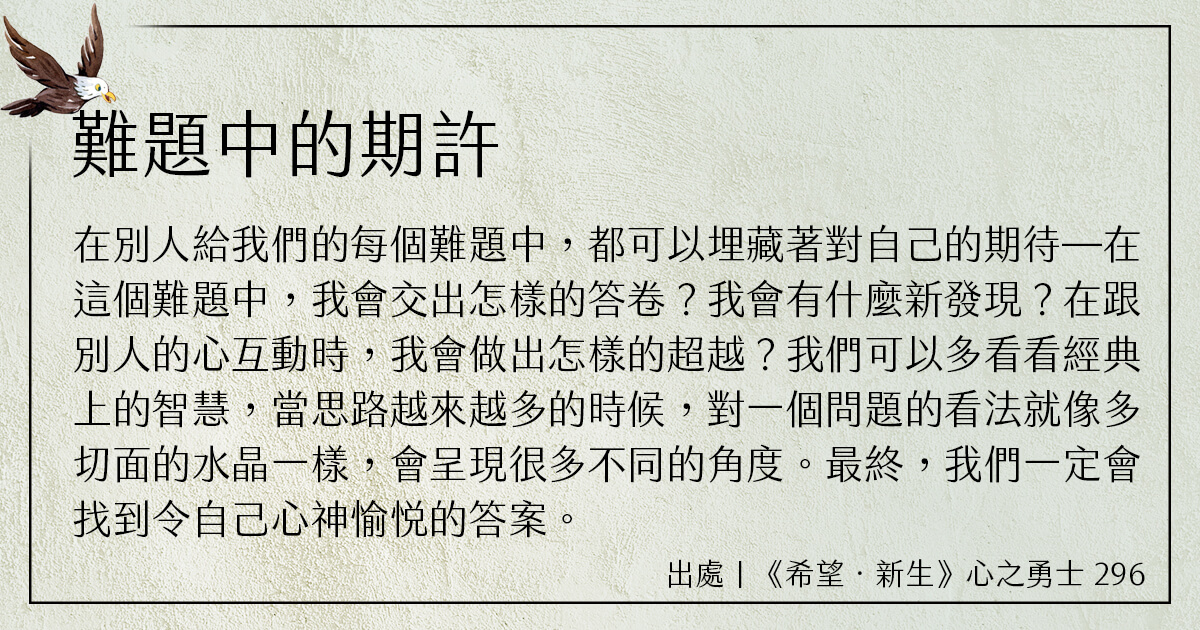 難題中的期許
在別人給我們的每個難題中，都可以埋藏著對自己的期待—在
這個難題中，我會交出怎樣的答卷？我會有什麼新發現？在跟
別人的心互動時，我會做出怎樣的超越？我們可以多看看經典
上的智慧，當思路越來越多的時候，對一個問題的看法就像多
切面的水晶一樣，會呈現很多不同的角度。最終，我們一定會
找到令自己心神愉悅的答案。
出處 | 《希望．新生》心之勇士 296